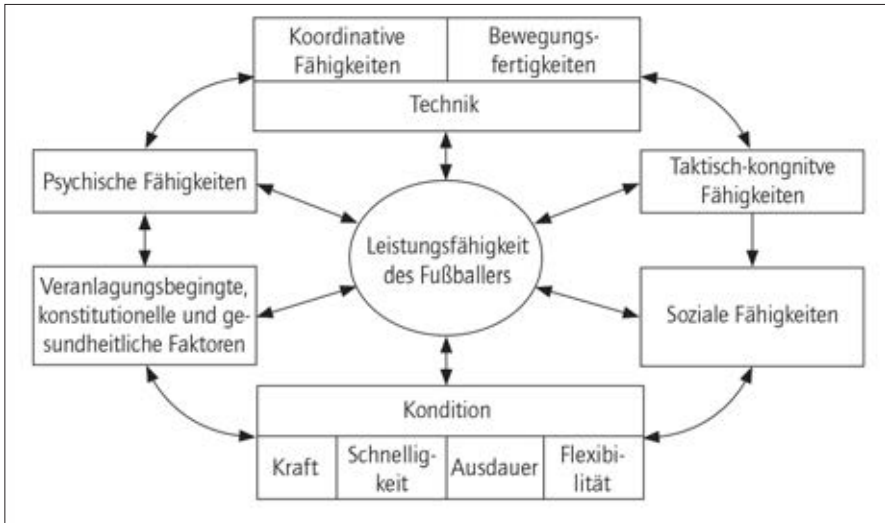 Koordinative
Fähigkeiten
Bewegungs-
fertigkeiten
Technik
Psychische Fähigkeiten
Taktisch-kongnitve
Fähigkeiten
Leistungsfähigkeit
des Fußballers
Veranlagungsbegingte,
konstitutionelle und ge-
sundheitliche Faktoren
Soziale Fähigkeiten
Kondition
Kraft
Schnellig-
keit
Ausdauer
Flexibi-
lität